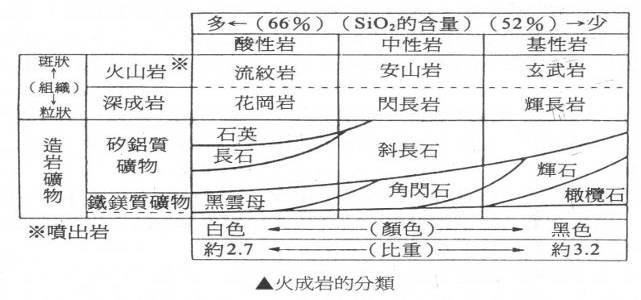 多←(66%) (SiO₂的含量) (52%)→少
酸性岩 中性岩 基性岩
斑狀
↑
(組織)
↓
粒狀
火山岩※ 流紋岩 安山岩 玄武岩
深成岩 花岡岩 閃長岩 輝長岩
造岩礦物
矽鋁質礦物
石英
長石
斜長石
輝石
鐵鎂質礦物
黑雲母
角閃石
橄欖石
※噴出岩
白色 ←(顏色)→ 黑色
約2.7 ←(比重)→ 約3.2
▲火成岩的分類